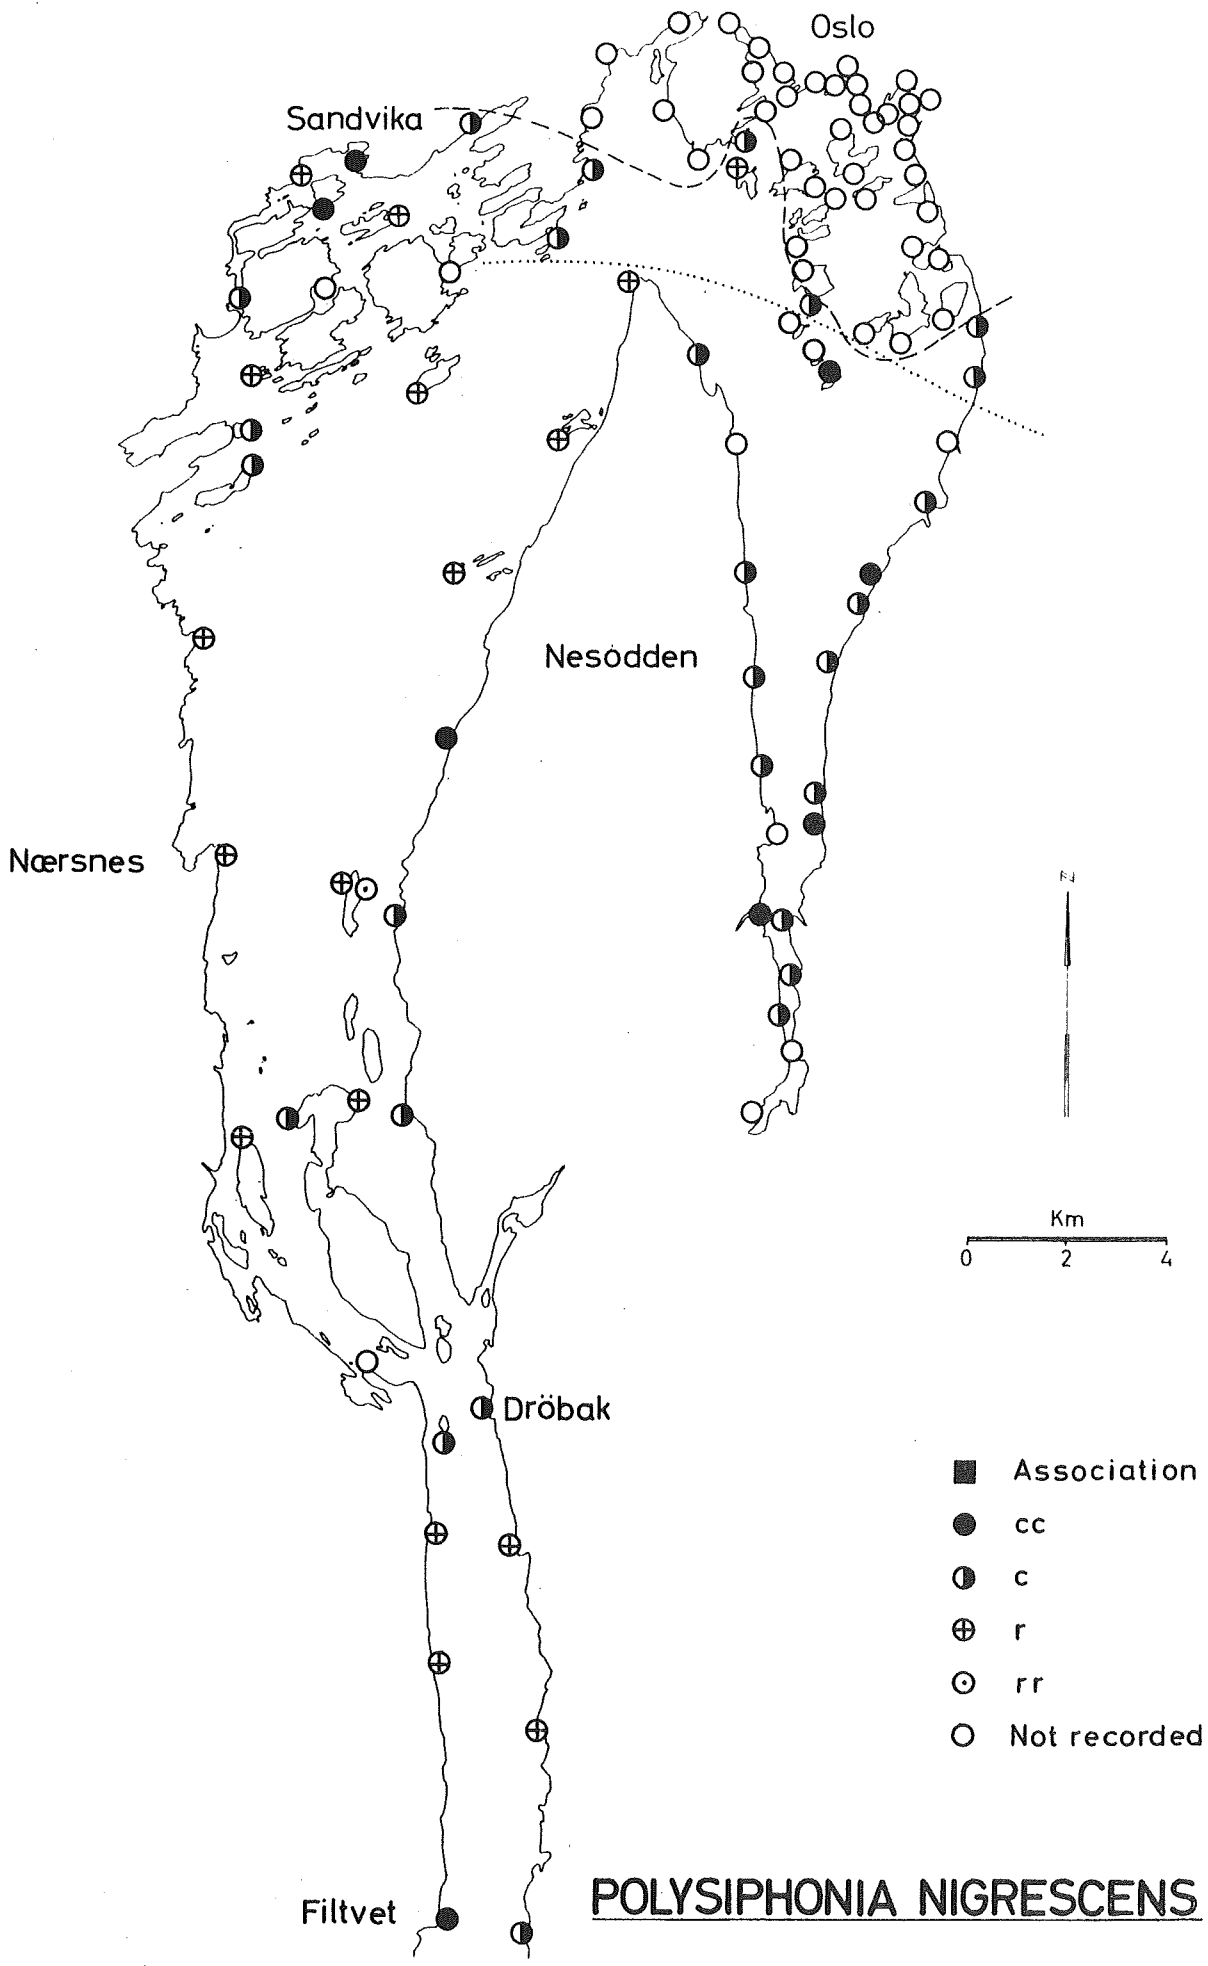 Oslo
Sandvika
Nesodden
Nærsnes
N
Km
0 2 4
Dröbak
Association
cc
c
r
rr
Not recorded
Filtvet
POLYSIPHONIA NIGRESCENS